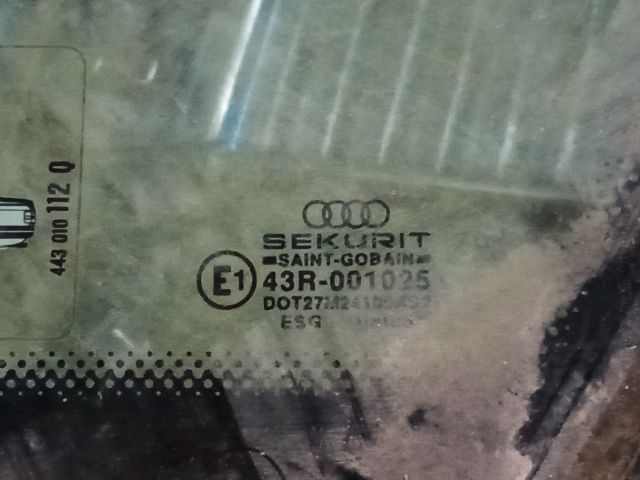 SEKURIT
SAINT-GOBAIN
E1
43R-001025
ESG
443 010 112 Q